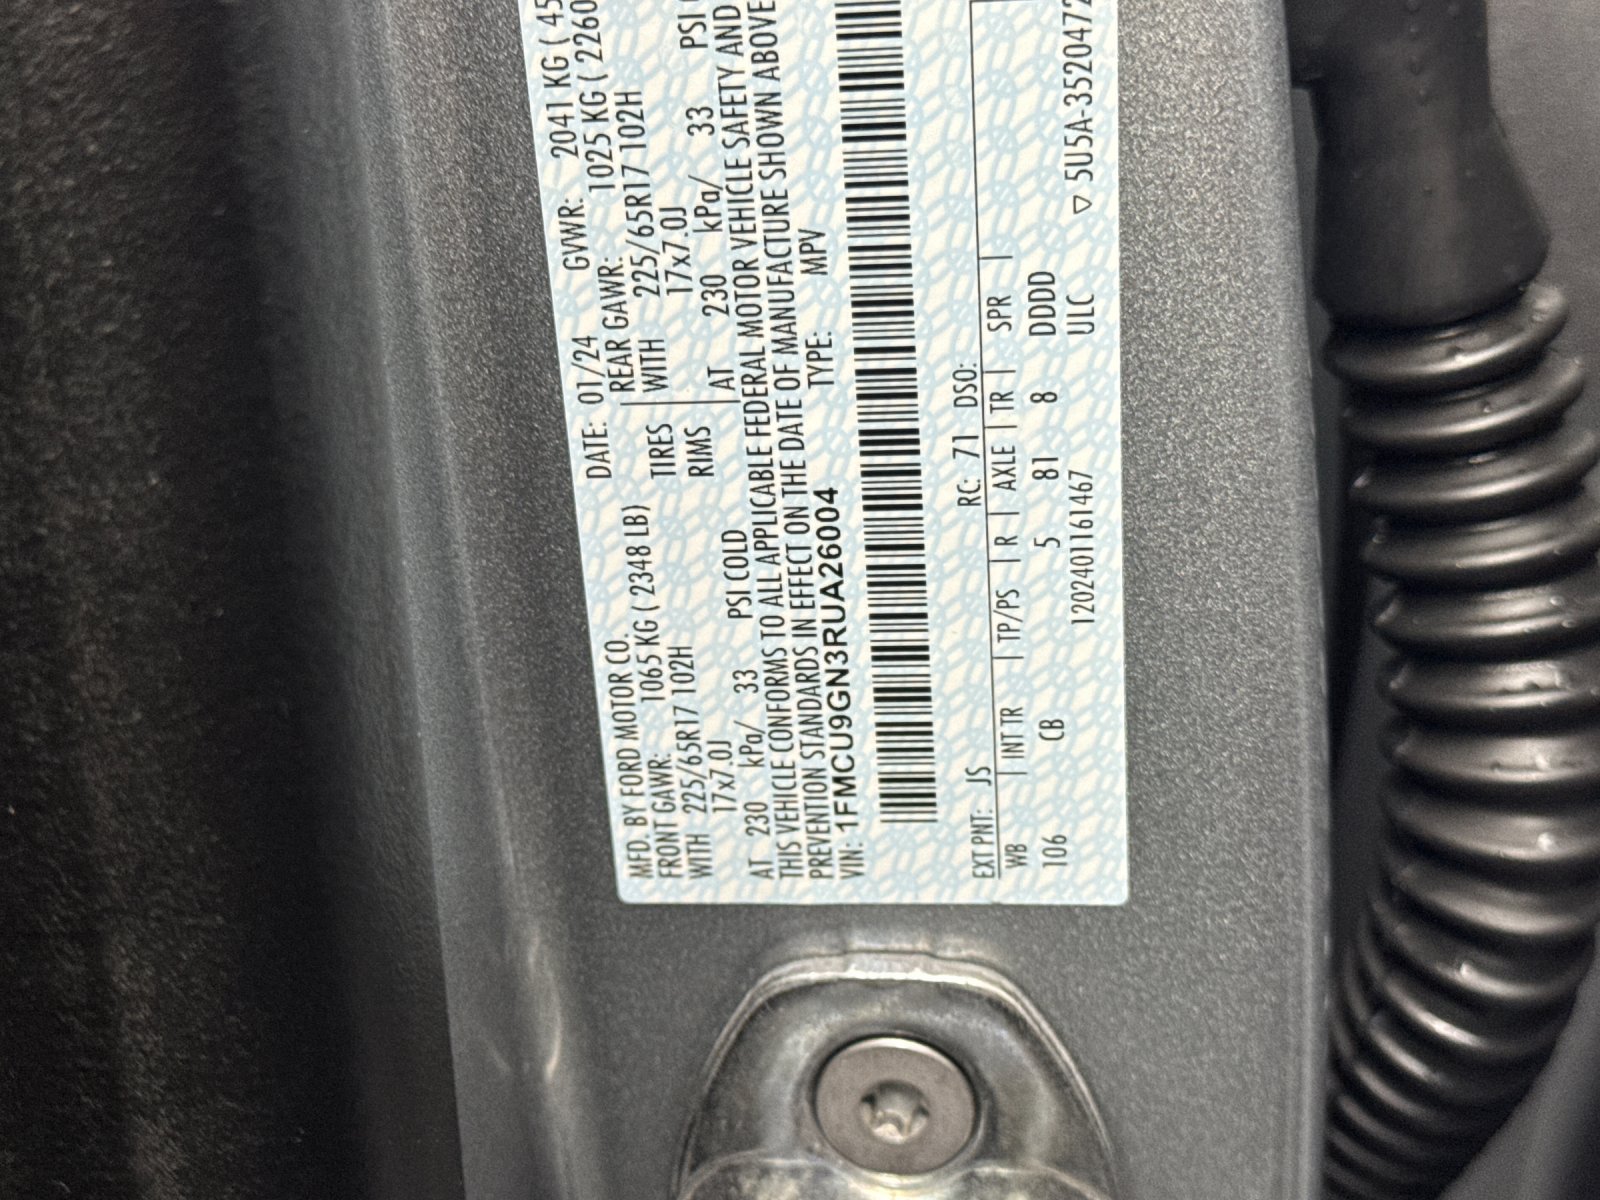 MFD. BY FORD MOTOR CO. DATE: 01/24 GVWR: 2041 KG ( 45
FRONT GAWR: 1065 KG ( 2348 LB) REAR GAWR: 1025 KG ( 2260
WITH 225/65R17 102H TIRES WITH 225/65R17 102H
17x7.0J RIMS 17x7.0J
AT 230 kPa/ 33 PSI COLD AT 230 kPa/ 33 PSI
THIS VEHICLE CONFORMS TO ALL APPLICABLE FEDERAL MOTOR VEHICLE SAFETY AND
PREVENTION STANDARDS IN EFFECT ON THE DATE OF MANUFACTURE SHOWN ABOVE
VIN: 1FMCU9GN3RUA26004 TYPE: MPV
EXT PNT: JS RC: 71 DSO:
WB | INT TR | TP/PS | R | AXLE | TR | SPR |
106 CB 5 81 8 DDDD
1202401161467 ULC ▽ 5U5A-3520472